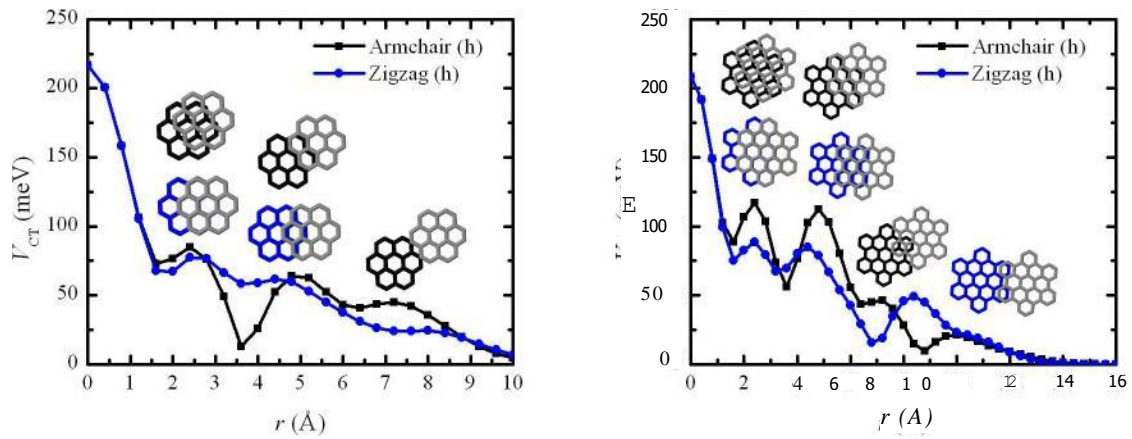 250
200
150
100
50
0
V_CT (meV)
Armchair (h)
Zigzag (h)
0 1 2 3 4 5 6 7 8 9 10
r (Å)
250
200
150
100
50
0
[E]
Armchair (h)
Zigzag (h)
0 2 4 6 8 1 0 12 14 16
r (A)